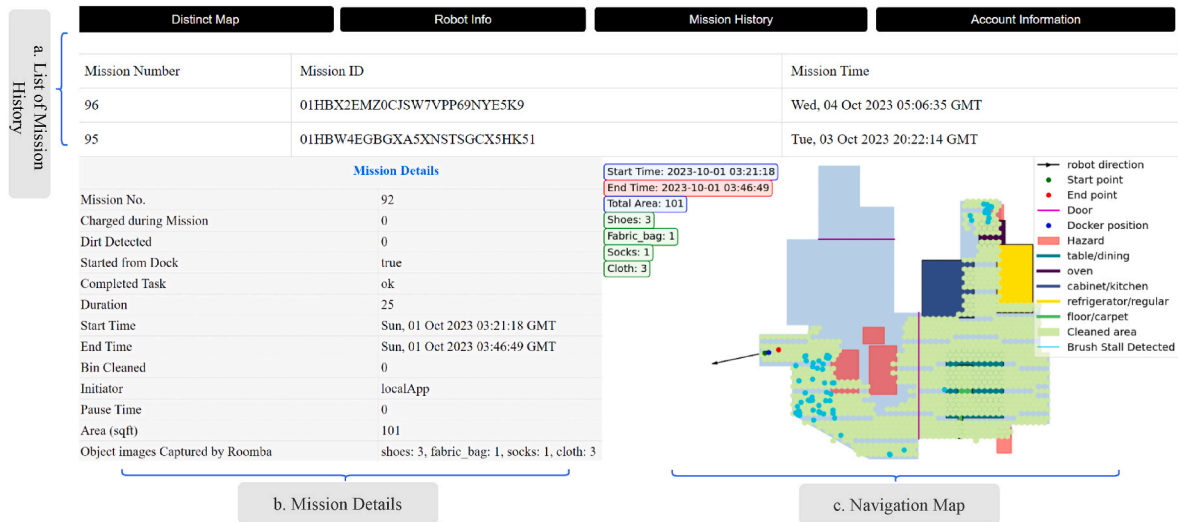 Distinct Map Robot Info Mission History Account Information
a. List of Mission
History
Mission Number Mission ID Mission Time
96 01HBX2EMZ0CJSW7VPP69NYE5K9 Wed, 04 Oct 2023 05:06:35 GMT
95 01HBW4EGBGXA5XNSTSGCX5HK51 Tue, 03 Oct 2023 20:22:14 GMT
Mission Details
Mission No. 92
Charged during Mission 0
Dirt Detected 0
Started from Dock true
Completed Task ok
Duration 25
Start Time Sun, 01 Oct 2023 03:21:18 GMT
End Time Sun, 01 Oct 2023 03:46:49 GMT
Bin Cleaned 0
Initiator localApp
Pause Time 0
Area (sqft) 101
Object images Captured by Roomba shoes: 3, fabric_bag: 1, socks: 1, cloth: 3
b. Mission Details
Start Time: 2023-10-01 03:21:18
End Time: 2023-10-01 03:46:49
Total Area: 101
Shoes: 3
Fabric_bag: 1
Socks: 1
Cloth: 3
robot direction
Start point
End point
Door
Docker position
Hazard
table/dining
oven
cabinet/kitchen
refrigerator/regular
floor/carpet
Cleaned area
Brush Stall Detected
c. Navigation Map